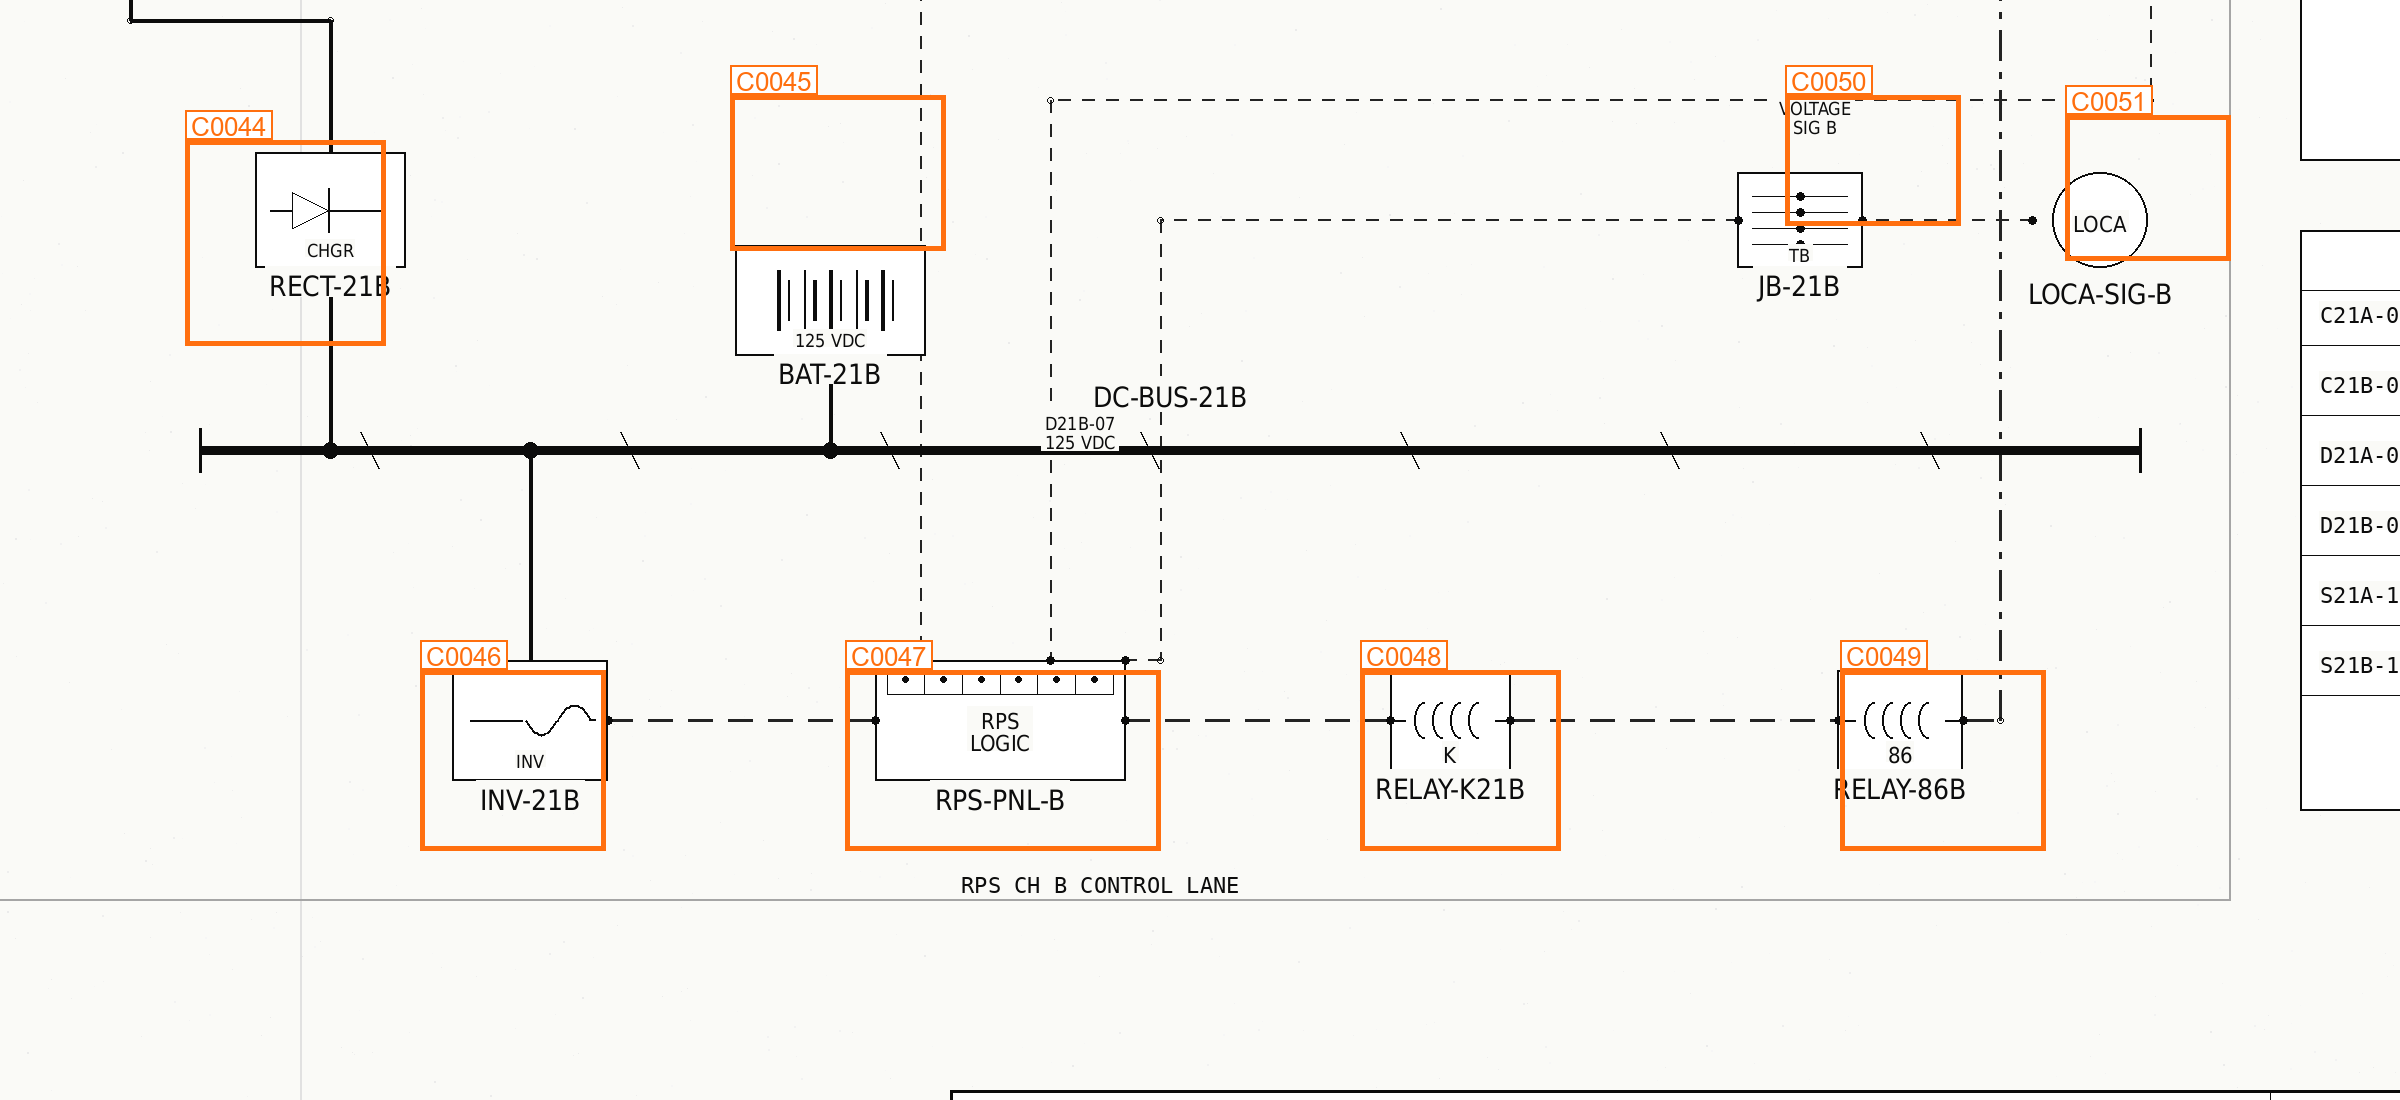 C0045
C0050
C0051
VOLTAGE
SIG B
C0044
LOCA
CHGR
TB
RECT-21B
JB-21B
LOCA-SIG-B
125 VDC
BAT-21B
DC-BUS-21B
D21B-07
125 VDC
C21A-0
C21B-0
D21A-0
D21B-0
S21A-1
S21B-1
C0046
C0047
C0048
C0049
RPS
LOGIC
INV
K
86
INV-21B
RPS-PNL-B
RELAY-K21B
RELAY-86B
RPS CH B CONTROL LANE